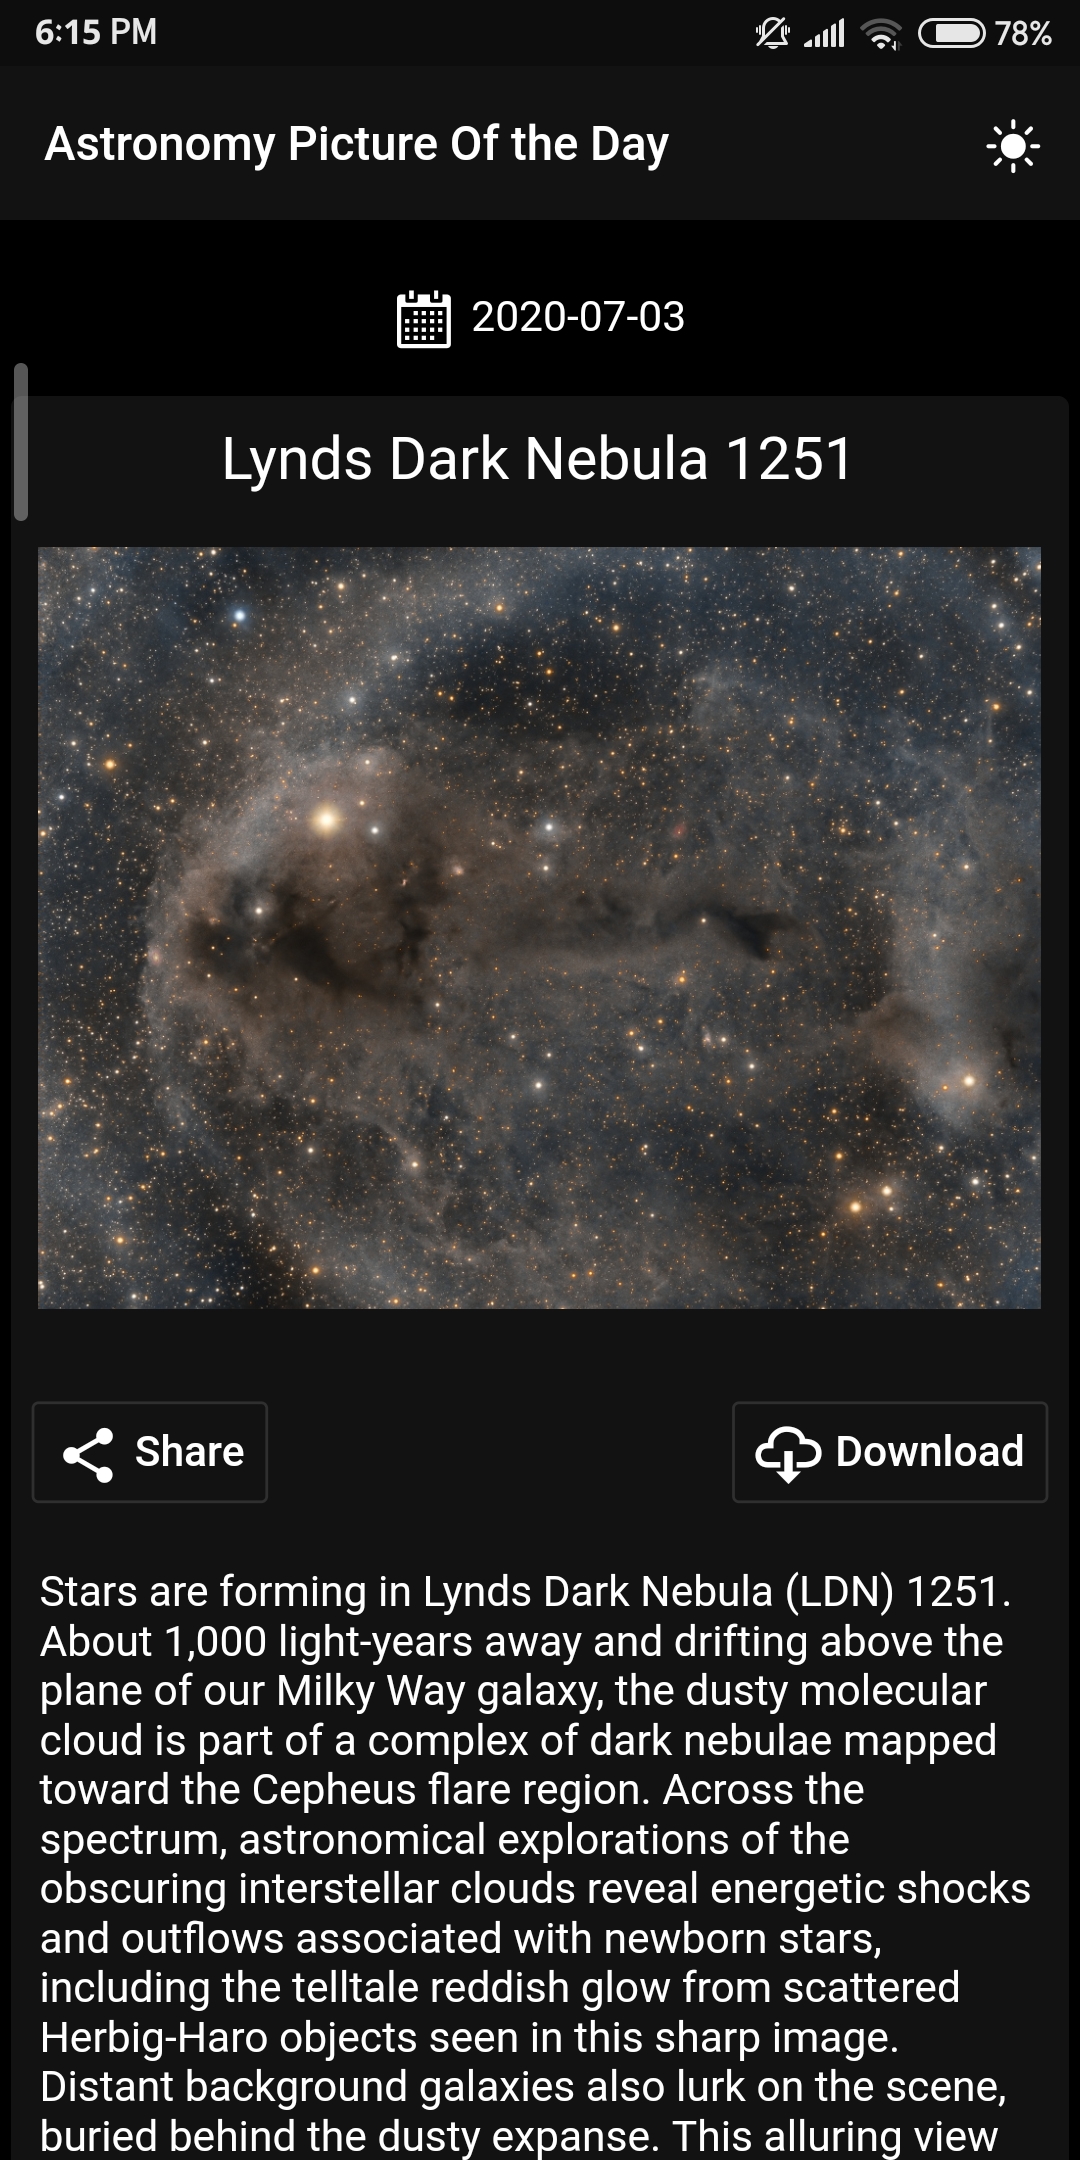 6:15 PM
78%
Astronomy Picture Of the Day
2020-07-03
Lynds Dark Nebula 1251
Share
Download
Stars are forming in Lynds Dark Nebula (LDN) 1251.
About 1,000 light-years away and drifting above the
plane of our Milky Way galaxy, the dusty molecular
cloud is part of a complex of dark nebulae mapped
toward the Cepheus flare region. Across the
spectrum, astronomical explorations of the
obscuring interstellar clouds reveal energetic shocks
and outflows associated with newborn stars,
including the telltale reddish glow from scattered
Herbig-Haro objects seen in this sharp image.
Distant background galaxies also lurk on the scene,
buried behind the dusty expanse. This alluring view